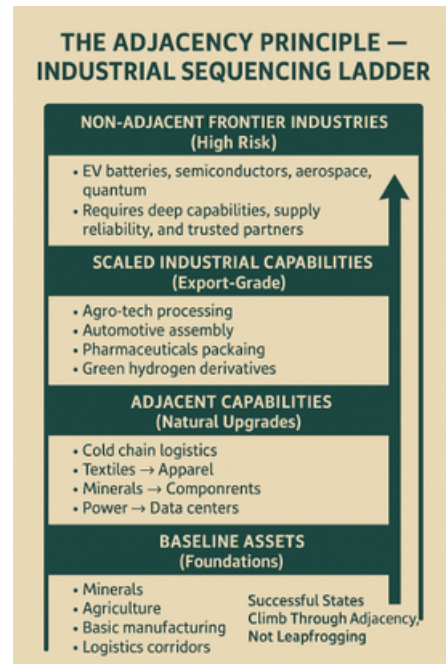 THE ADJACENCY PRINCIPLE —
INDUSTRIAL SEQUENCING LADDER
NON-ADJACENT FRONTIER INDUSTRIES
(High Risk)
• EV batteries, semiconductors, aerospace,
quantum
• Requires deep capabilities, supply
reliability, and trusted partners
SCALED INDUSTRIAL CAPABILITIES
(Export-Grade)
• Agro-tech processing
• Automotive assembly
• Pharmaceuticals packaing
• Green hydrogen derivatives
ADJACENT CAPABILITIES
(Natural Upgrades)
• Cold chain logistics
• Textiles → Apparel
• Minerals → Componrents
• Power → Data centers
BASELINE ASSETS
(Foundations)
• Minerals
• Agriculture
• Basic manufacturing
• Logistics corridors
Successful States
Climb Through Adjacency,
Not Leapfrogging